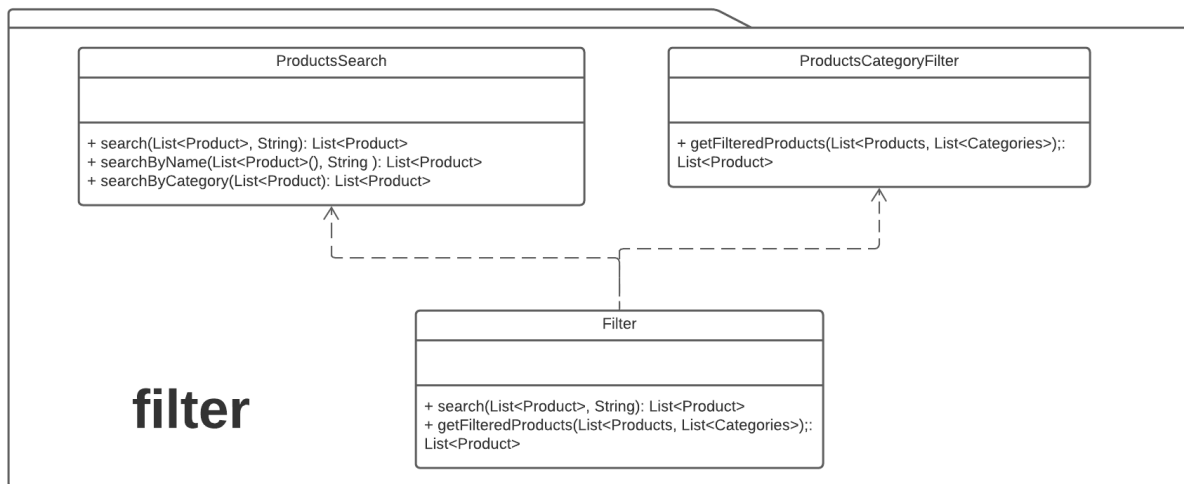 ProductsSearch
+ search(List<Product>, String): List<Product>
+ searchByName(List<Product>(), String ): List<Product>
+ searchByCategory(List<Product): List<Product>
ProductsCategoryFilter
+ getFilteredProducts(List<Products, List<Categories>);:
List<Product>
Filter
+ search(List<Product>, String): List<Product>
+ getFilteredProducts(List<Products, List<Categories>);:
List<Product>
filter